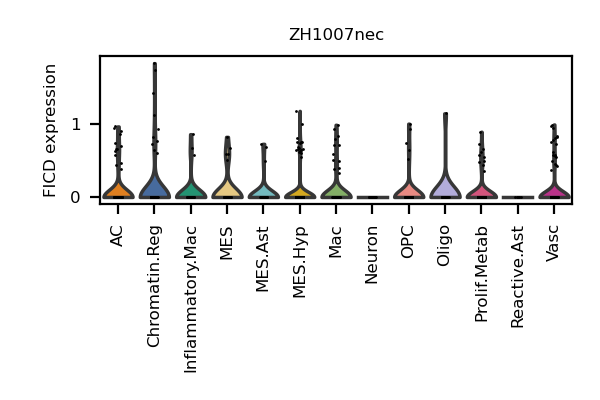 ZH1007nec
FICD expression
1
0
AC
Chromatin.Reg
Inflammatory.Mac
MES
MES.Ast
MES.Hyp
Mac
Neuron
OPC
Oligo
Prolif.Metab
Reactive.Ast
Vasc